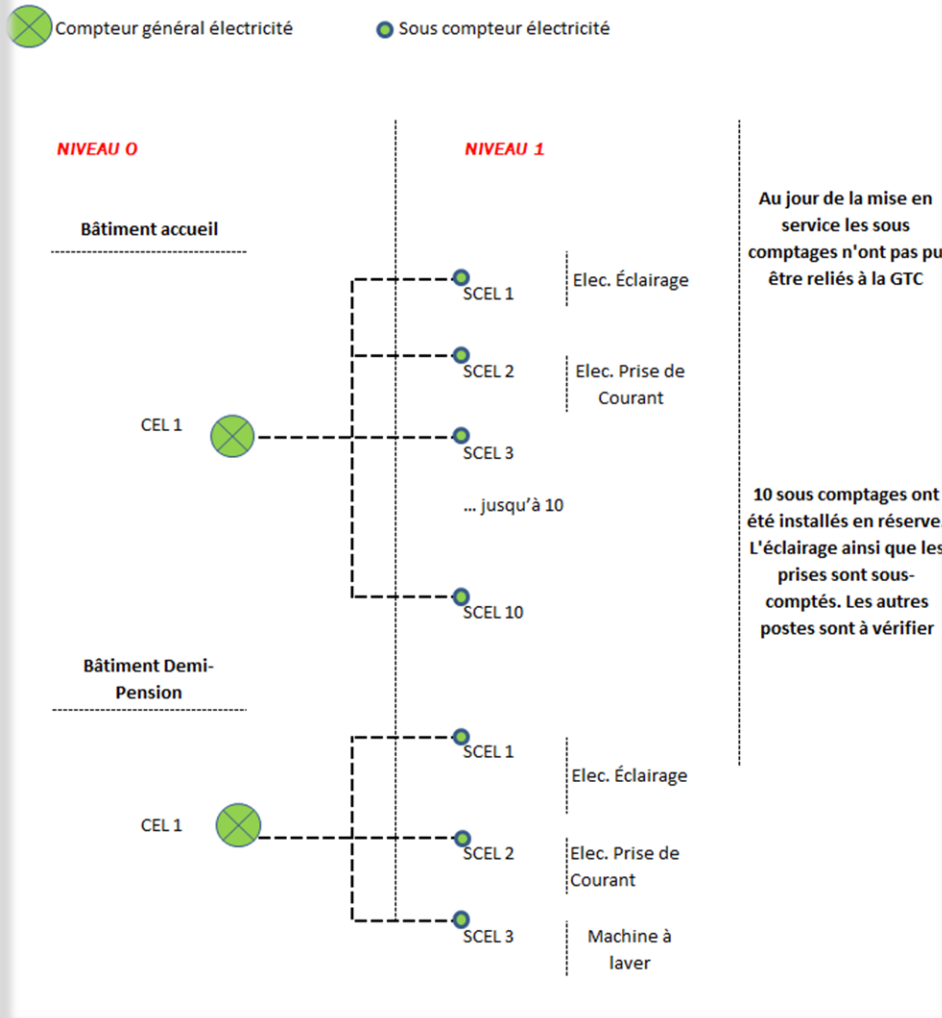 Compteur général électricité
Sous compteur électricité
NIVEAU 0
NIVEAU 1
Bâtiment accueil
Au jour de la mise en
service les sous
comptages n'ont pas pu
être reliés à la GTC
SCEL 1
Elec. Éclairage
SCEL 2
Elec. Prise de
Courant
CEL 1
SCEL 3
... jusqu'à 10
SCEL 10
10 sous comptages ont
été installés en réserve.
L'éclairage ainsi que les
prises sont sous-
comptés. Les autres
postes sont à vérifier
Bâtiment Demi-
Pension
SCEL 1
Elec. Éclairage
CEL 1
SCEL 2
Elec. Prise de
Courant
SCEL 3
Machine à
laver